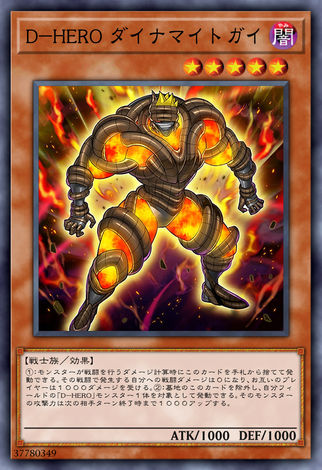 D-HERO ダイナマイトガイ
やみ
闇
【戦士族/効果】
①:モンスターが戦闘を行うダメージ計算時にこのカードを手札から捨てて発
動できる。その戦闘で発生する自分への戦闘ダメージは0になり、お互いのプレ
イヤーは1000ダメージを受ける。②:墓地のこのカードを除外し、自分フィ
ールドの「D-HERO」モンスター1体を対象として発動できる。そのモンスター
の攻撃力は次の相手ターン終了時まで1000アップする。
ATK/1000 DEF/1000
37780349